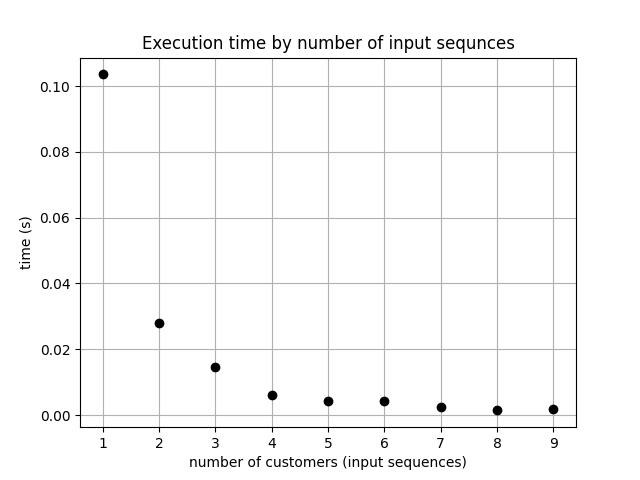 Execution time by number of input sequnces
0.10
0.08
0.06
0.04
0.02
0.00
time (s)
1 2 3 4 5 6 7 8 9
number of customers (input sequences)